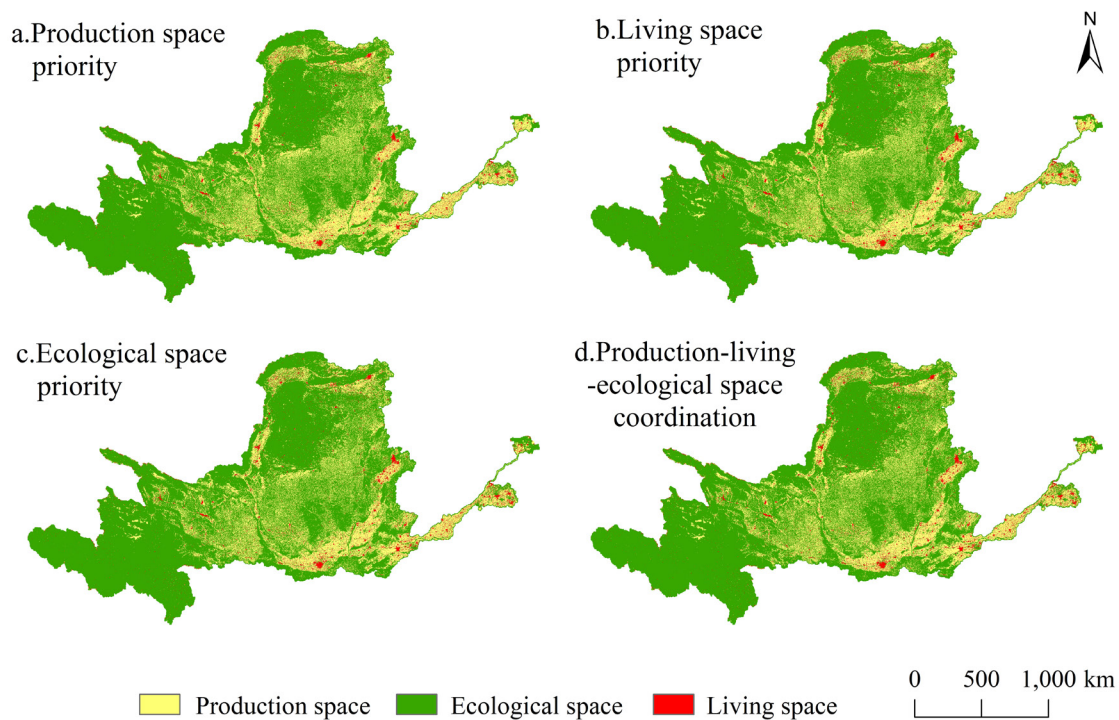 a.Production space
priority
b.Living space
priority
N
c.Ecological space
priority
d.Production-living
-ecological space
coordination
Production space
Ecological space
Living space
0 500 1,000 km